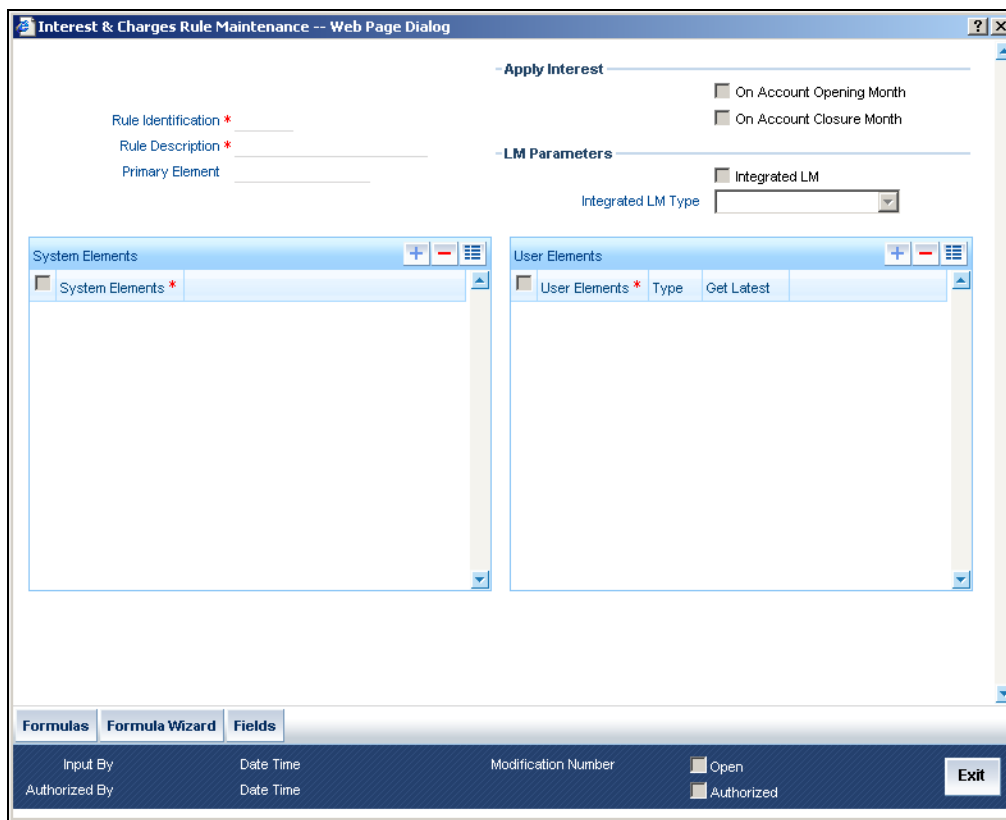 Interest & Charges Rule Maintenance -- Web Page Dialog
Apply Interest
On Account Opening Month
On Account Closure Month
Rule Identification *
Rule Description *
Primary Element
LM Parameters
Integrated LM
Integrated LM Type
System Elements
System Elements *
User Elements
User Elements * Type Get Latest
Formulas Formula Wizard Fields
Input By Date Time Modification Number Open
Authorized By Date Time Authorized
Exit